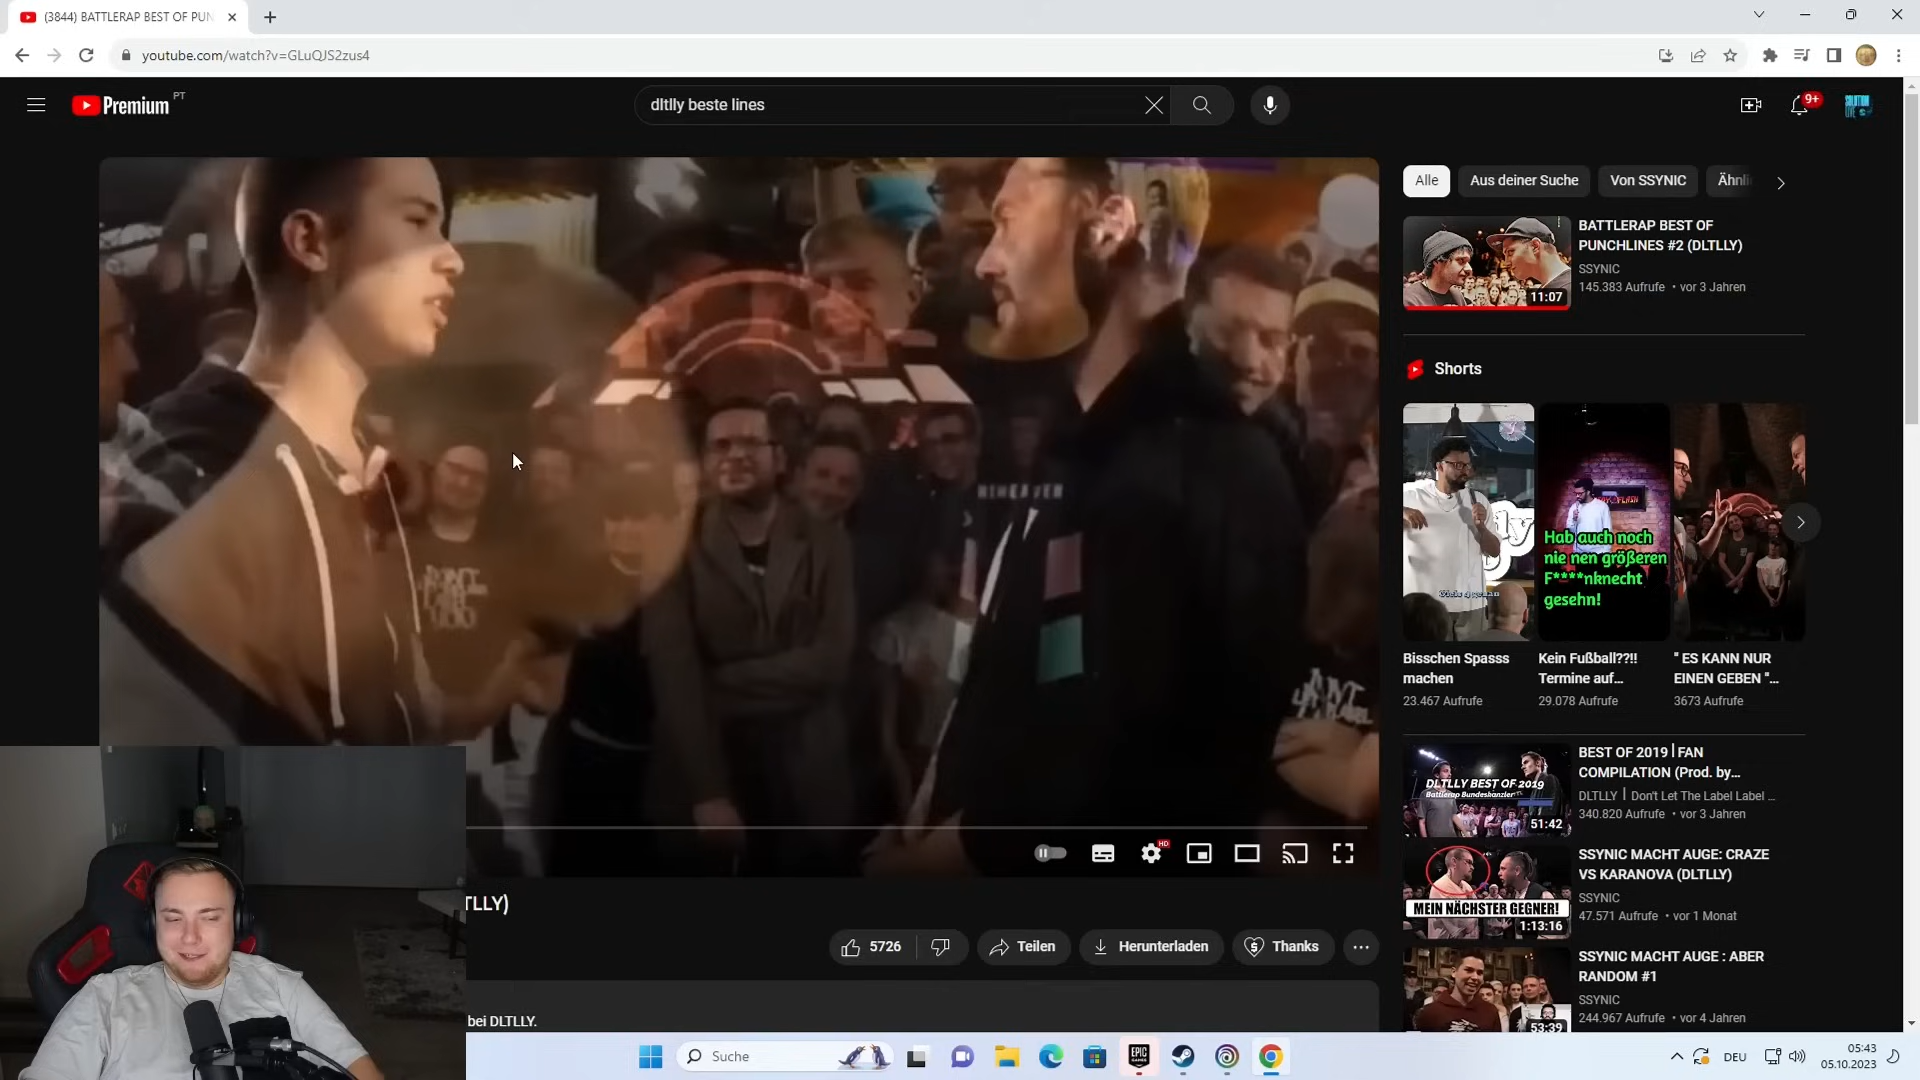 (3844) BATTLERAP BEST OF PUN
youtube.com/watch?v=GLuQJS2zus4
Premium PT
dltlly beste lines
9+
Alle
Aus deiner Suche
Von SSYNIC
Ähnli
BATTLERAP BEST OF
PUNCHLINES #2 (DLTLLY)
SSYNIC
145.383 Aufrufe • vor 3 Jahren
11:07
Shorts
Hab auch noch
nie nen größeren
F****nknecht
gesehn!
Bisschen Spasss
machen
23.467 Aufrufe
Kein Fußball??!!
Termine auf...
29.078 Aufrufe
" ES KANN NUR
EINEN GEBEN "...
3673 Aufrufe
DLTLLY BEST OF 2019
Battlerap Bundeskanzler
51:42
BEST OF 2019 | FAN
COMPILATION (Prod. by...
DLTLLY | Don't Let The Label Label ...
340.820 Aufrufe • vor 3 Jahren
MEIN NÄCHSTER GEGNER!
1:13:16
SSYNIC MACHT AUGE: CRAZE
VS KARANOVA (DLTLLY)
SSYNIC
47.571 Aufrufe • vor 1 Monat
53:39
SSYNIC MACHT AUGE : ABER
RANDOM #1
SSYNIC
244.967 Aufrufe • vor 4 Jahren
HD
TLLY)
5726
Teilen
Herunterladen
Thanks
bei DLTLLY.
Suche
EPIC
GAMES
DEU
05:43
05.10.2023